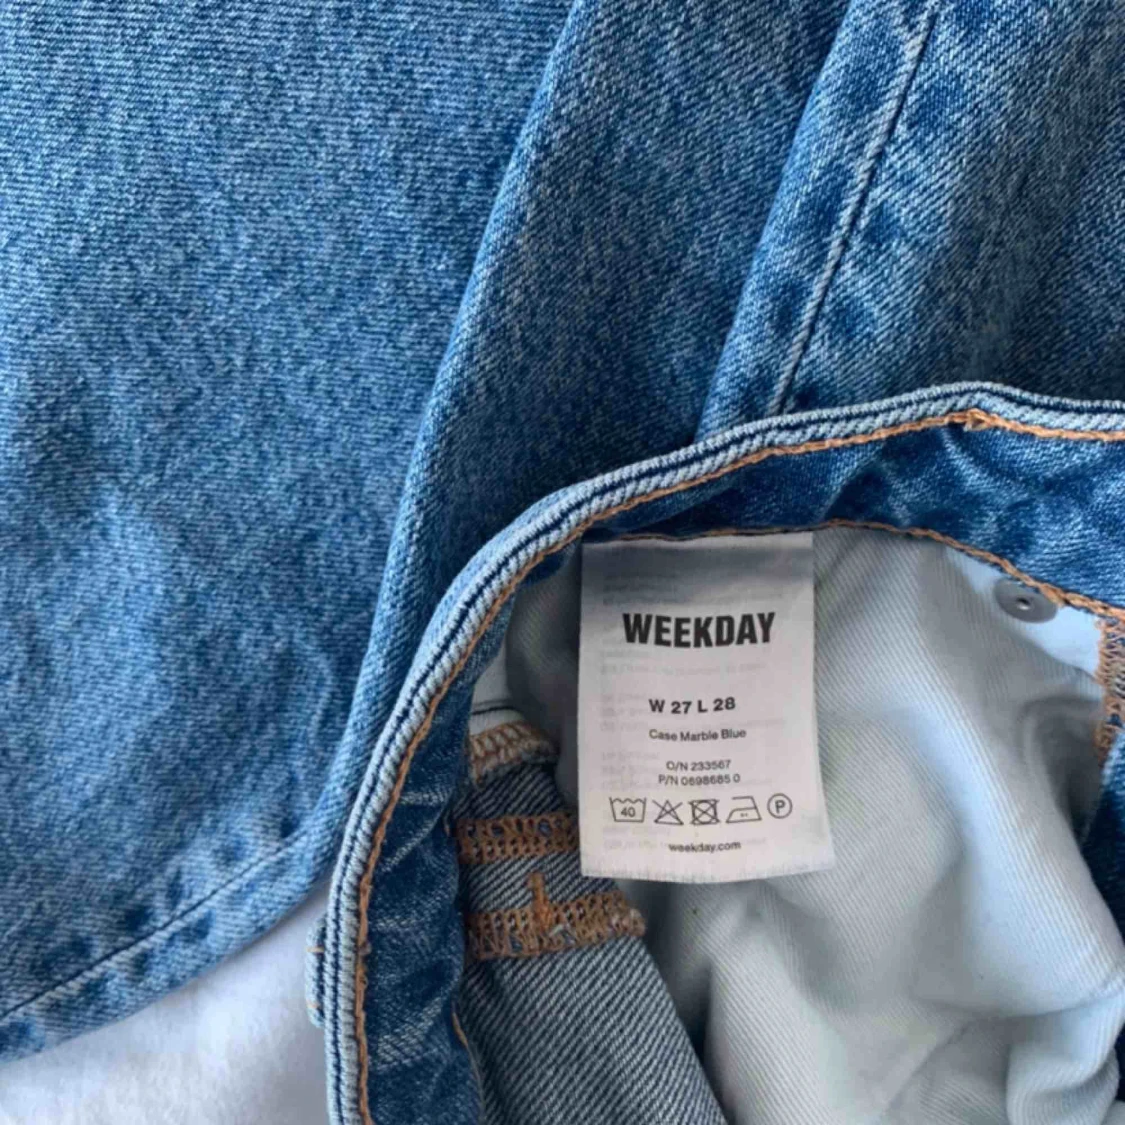 WEEKDAY
W 27 L 28
Case Marble Blue
O/N 233567
P/N 0698685 0
40
P
weekday.com